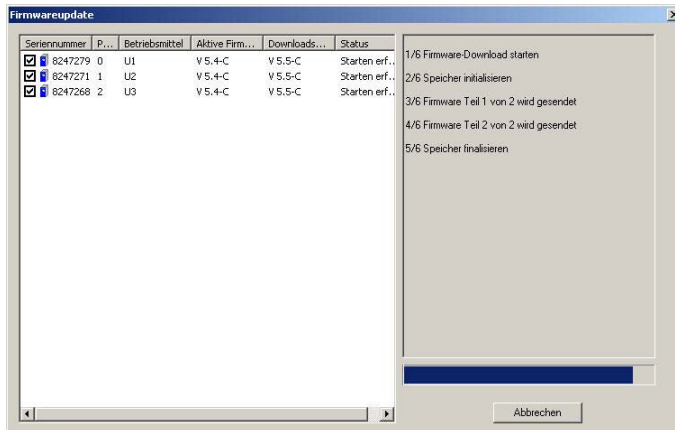 Firmwareupdate
Seriennummer P... Betriebsmittel Aktive Firm... Downloads... Status
8247279 0 U1 V 5.4-C V 5.5-C Starten erf..
8247271 1 U2 V 5.4-C V 5.5-C Starten erf..
8247268 2 U3 V 5.4-C V 5.5-C Starten erf..
1/6 Firmware-Download starten
2/6 Speicher initialisieren
3/6 Firmware Teil 1 von 2 wird gesendet
4/6 Firmware Teil 2 von 2 wird gesendet
5/6 Speicher finalisieren
Abbrechen